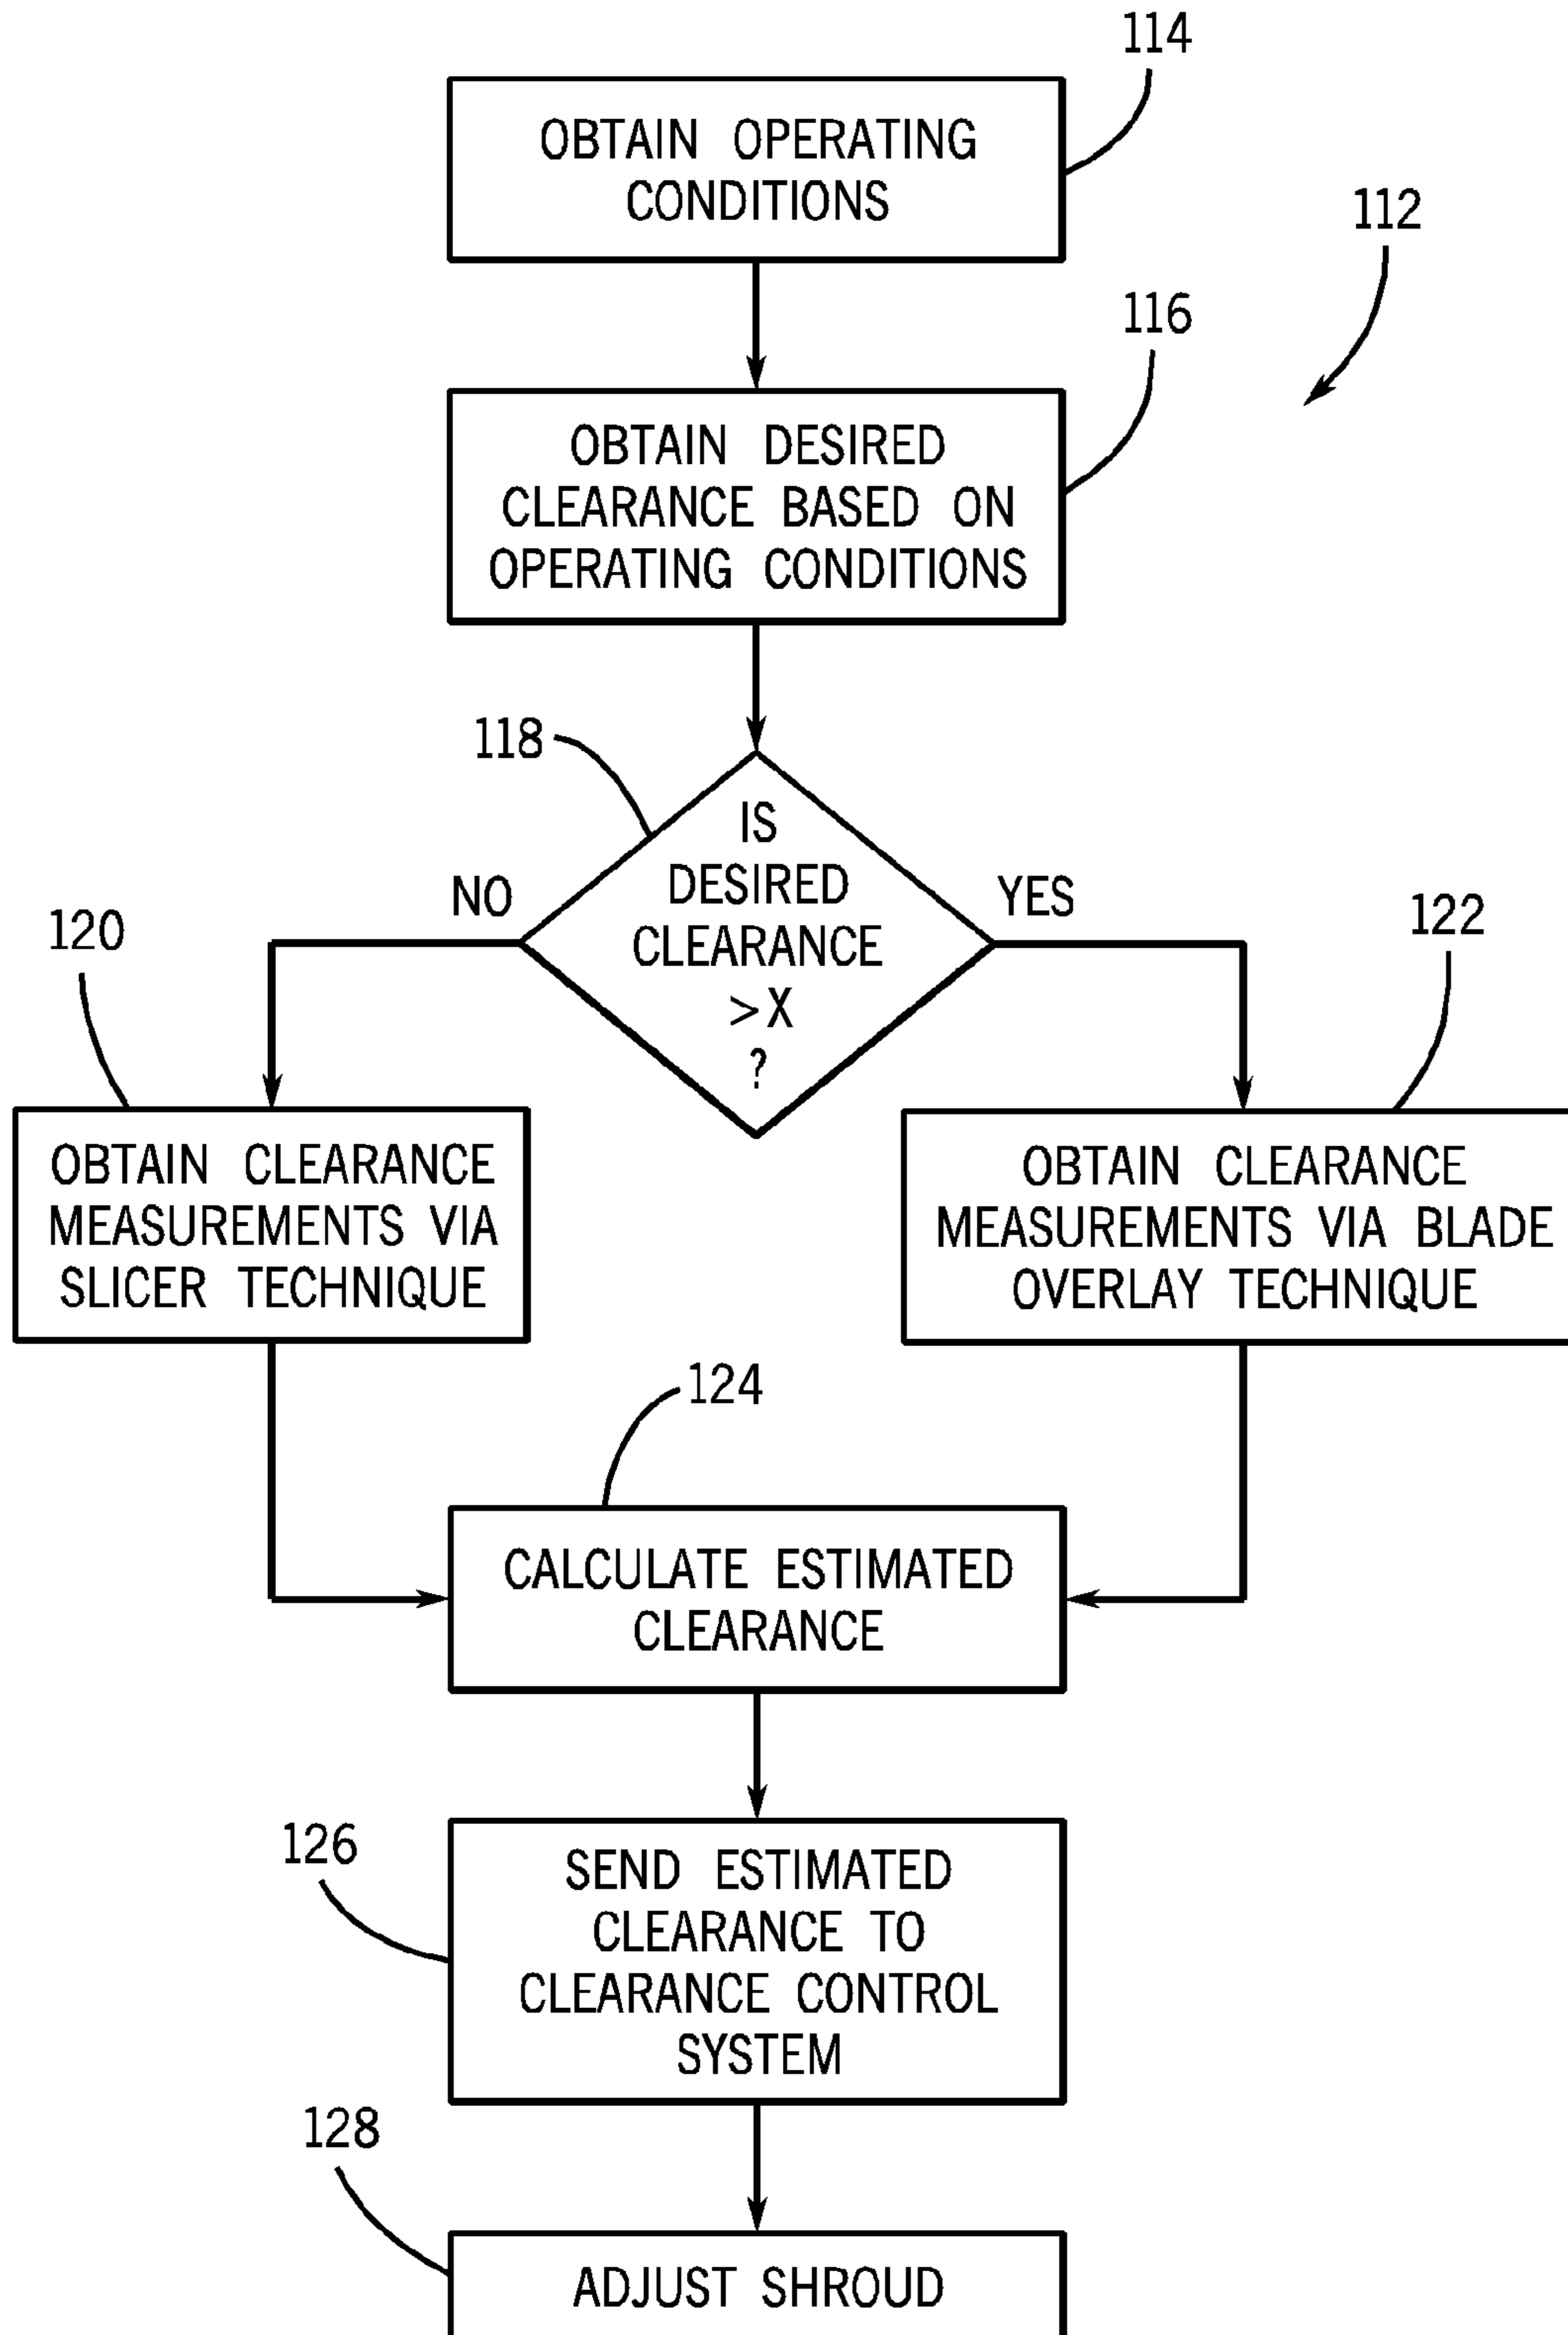 114
OBTAIN OPERATING
CONDITIONS
112
116
OBTAIN DESIRED
CLEARANCE BASED ON
OPERATING CONDITIONS
118
IS
DESIRED
CLEARANCE
>X
?
NO
YES
120
122
OBTAIN CLEARANCE
MEASUREMENTS VIA
SLICER TECHNIQUE
OBTAIN CLEARANCE
MEASUREMENTS VIA BLADE
OVERLAY TECHNIQUE
124
CALCULATE ESTIMATED
CLEARANCE
126
SEND ESTIMATED
CLEARANCE TO
CLEARANCE CONTROL
SYSTEM
128
ADJUST SHROUD